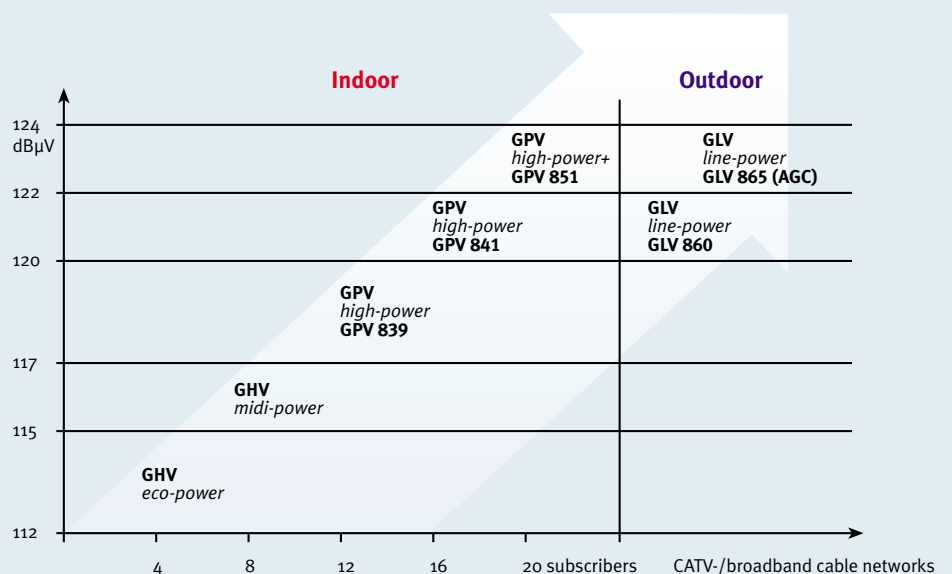 Indoor
Outdoor
124
dBµV
GPV
high-power+
GPV 851
GLV
line-power
GLV 865 (AGC)
122
GPV
high-power
GPV 841
GLV
line-power
GLV 860
120
GPV
high-power
GPV 839
117
GHV
midi-power
115
GHV
eco-power
112
4 8 12 16 20 subscribers CATV-/broadband cable networks